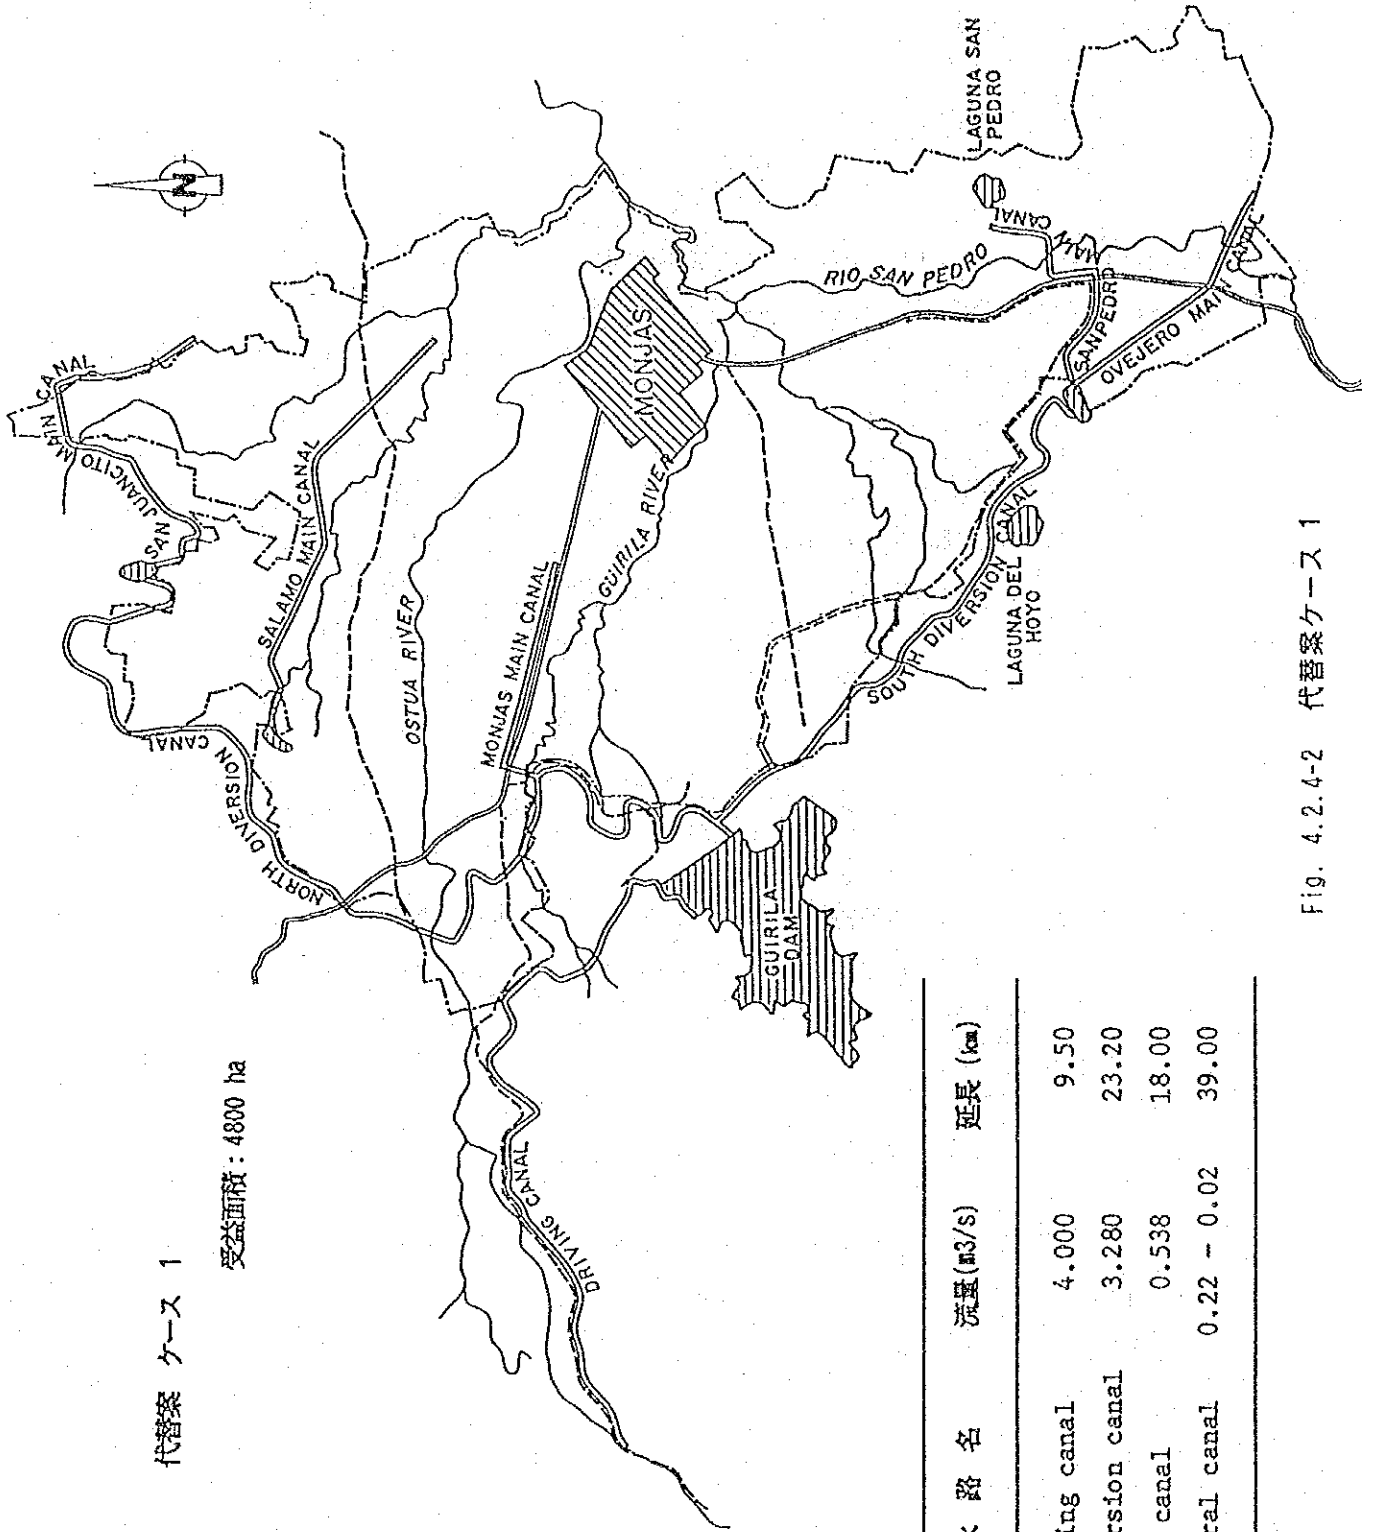 代替案 ケース 1
受益面積：4800 ha
N
SAN JUANCITO MAIN CANAL
NORTH DIVERSION CANAL
SALAMO MAIN CANAL
OSTUA RIVER
MONJAS MAIN CANAL
MONJAS
GUIRILA RIVER
DRIVING CANAL
GUIRILA
DAM
SOUTH DIVERSION CANAL
LAGUNA DEL
HOYO
RIO SAN PEDRO
LAGUNA SAN
PEDRO
SANPEDRO MAIN CANAL
OVEJERO MAIN CANAL
路 名 流量(m3/s) 延長 (km)
ing canal 4.000 9.50
rsion canal 3.280 23.20
canal 0.538 18.00
ral canal 0.22 - 0.02 39.00
Fig. 4.2.4-2 代替案ケース 1